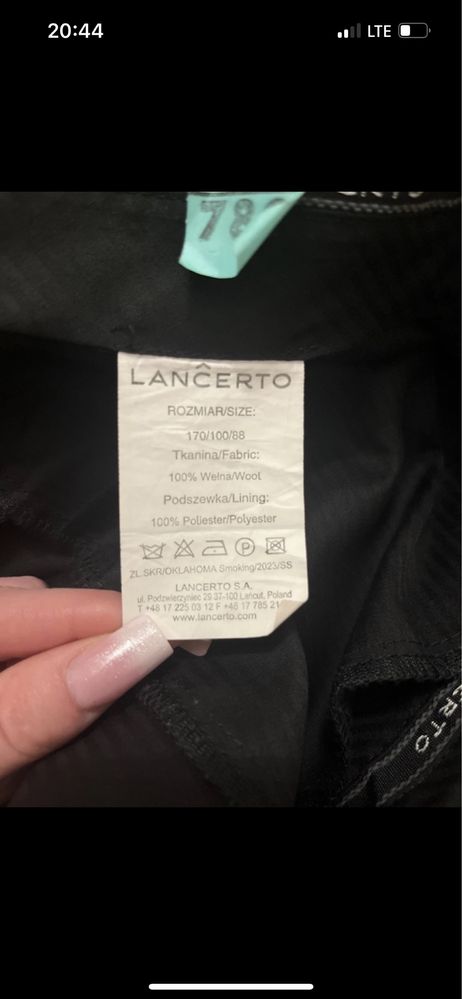 20:44
LTE
LANĈERTO
ROZMIAR/SIZE:
170/100/88
Tkanina/Fabric:
100% Wełna/Wool
Podszewka/Lining:
100% Poliester/Polyester
P
ZL.SKR/OKLAHOMA Smoking/2023/SS
LANCERTO S.A.
ul. Podzwierzyniec 29 37-100 Łańcut, Poland
T +48 17 225 03 12 F +48 17 785 21
www.lancerto.com
ERTO